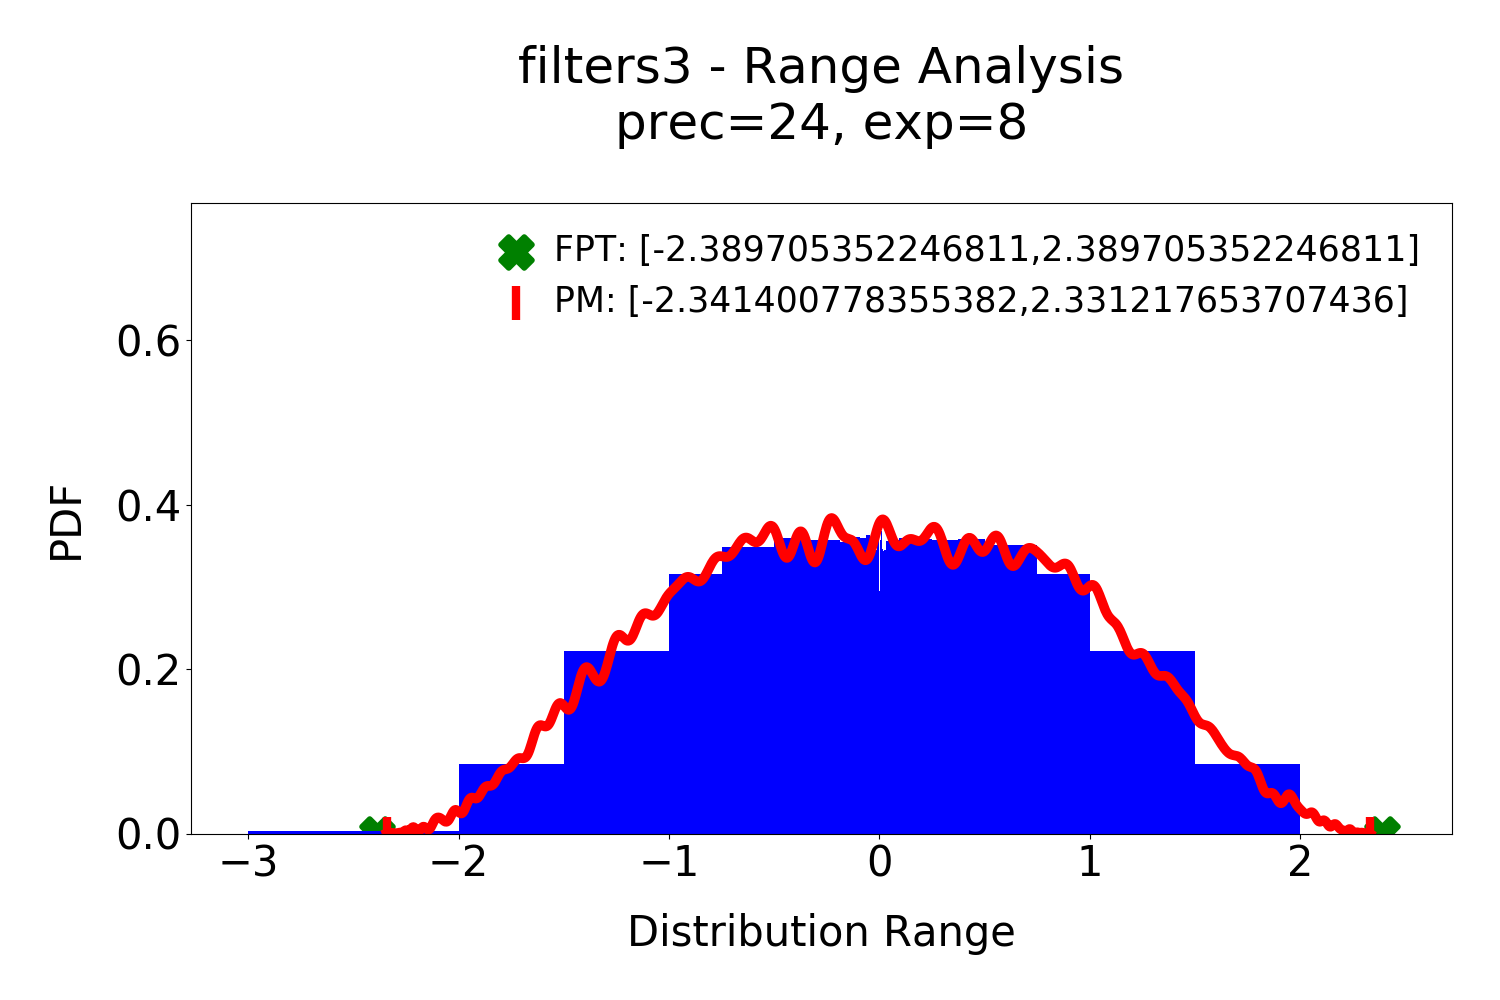 filters3 - Range Analysis
prec=24, exp=8
FPT: [-2.389705352246811,2.389705352246811]
PM: [-2.341400778355382,2.331217653707436]
PDF
0.6
0.4
0.2
0.0
−3 −2 −1 0 1 2
Distribution Range